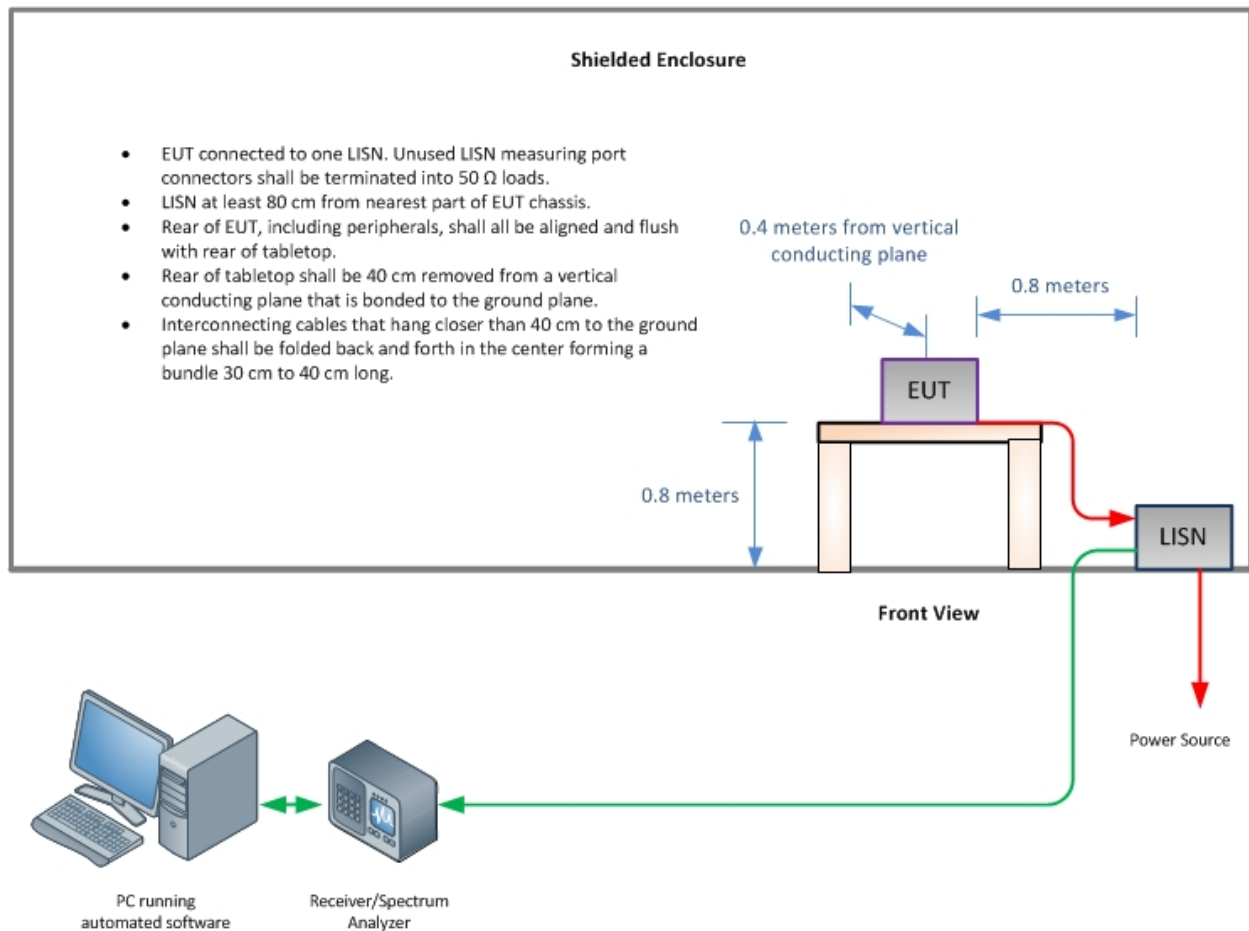 Shielded Enclosure
• EUT connected to one LISN. Unused LISN measuring port
connectors shall be terminated into 50 Ω loads.
• LISN at least 80 cm from nearest part of EUT chassis.
• Rear of EUT, including peripherals, shall all be aligned and flush
with rear of tabletop.
• Rear of tabletop shall be 40 cm removed from a vertical
conducting plane that is bonded to the ground plane.
• Interconnecting cables that hang closer than 40 cm to the ground
plane shall be folded back and forth in the center forming a
bundle 30 cm to 40 cm long.
0.4 meters from vertical
conducting plane
0.8 meters
EUT
0.8 meters
LISN
Front View
Power Source
PC running
automated software
Receiver/Spectrum
Analyzer